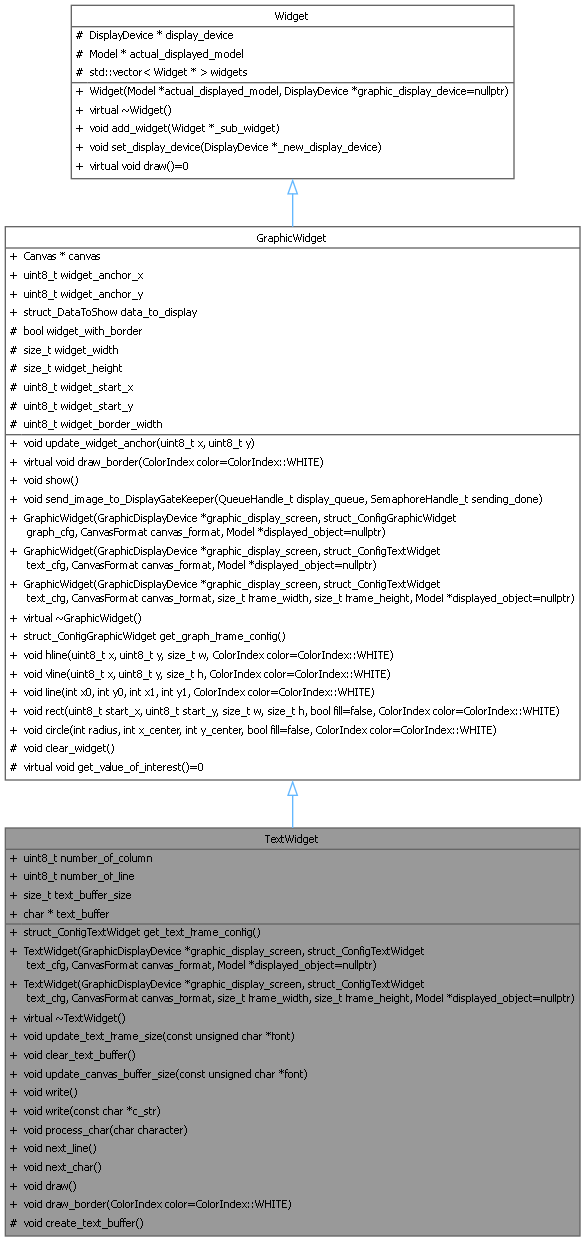 Widget
# DisplayDevice * display_device
# Model * actual_displayed_model
# std::vector< Widget * > widgets
+ Widget(Model *actual_displayed_model, DisplayDevice *graphic_display_device=nullptr)
+ virtual ~Widget()
+ void add_widget(Widget *_sub_widget)
+ void set_display_device(DisplayDevice *_new_display_device)
+ virtual void draw()=0
GraphicWidget
+ Canvas * canvas
+ uint8_t widget_anchor_x
+ uint8_t widget_anchor_y
+ struct_DataToShow data_to_display
# bool widget_with_border
# size_t widget_width
# size_t widget_height
# uint8_t widget_start_x
# uint8_t widget_start_y
# uint8_t widget_border_width
+ void update_widget_anchor(uint8_t x, uint8_t y)
+ virtual void draw_border(ColorIndex color=ColorIndex::WHITE)
+ void show()
+ void send_image_to_DisplayGateKeeper(QueueHandle_t display_queue, SemaphoreHandle_t sending_done)
+ GraphicWidget(GraphicDisplayDevice *graphic_display_screen, struct_ConfigGraphicWidget
graph_cfg, CanvasFormat canvas_format, Model *displayed_object=nullptr)
+ GraphicWidget(GraphicDisplayDevice *graphic_display_screen, struct_ConfigTextWidget
text_cfg, CanvasFormat canvas_format, Model *displayed_object=nullptr)
+ GraphicWidget(GraphicDisplayDevice *graphic_display_screen, struct_ConfigTextWidget
text_cfg, CanvasFormat canvas_format, size_t frame_width, size_t frame_height, Model *displayed_object=nullptr)
+ virtual ~GraphicWidget()
+ struct_ConfigGraphicWidget get_graph_frame_config()
+ void hline(uint8_t x, uint8_t y, size_t w, ColorIndex color=ColorIndex::WHITE)
+ void vline(uint8_t x, uint8_t y, size_t h, ColorIndex color=ColorIndex::WHITE)
+ void line(int x0, int y0, int x1, int y1, ColorIndex color=ColorIndex::WHITE)
+ void rect(uint8_t start_x, uint8_t start_y, size_t w, size_t h, bool fill=false, ColorIndex color=ColorIndex::WHITE)
+ void circle(int radius, int x_center, int y_center, bool fill=false, ColorIndex color=ColorIndex::WHITE)
# void clear_widget()
# virtual void get_value_of_interest()=0
TextWidget
+ uint8_t number_of_column
+ uint8_t number_of_line
+ size_t text_buffer_size
+ char * text_buffer
+ struct_ConfigTextWidget get_text_frame_config()
+ TextWidget(GraphicDisplayDevice *graphic_display_screen, struct_ConfigTextWidget
text_cfg, CanvasFormat canvas_format, Model *displayed_object=nullptr)
+ TextWidget(GraphicDisplayDevice *graphic_display_screen, struct_ConfigTextWidget
text_cfg, CanvasFormat canvas_format, size_t frame_width, size_t frame_height, Model *displayed_object=nullptr)
+ virtual ~TextWidget()
+ void update_text_frame_size(const unsigned char *font)
+ void clear_text_buffer()
+ void update_canvas_buffer_size(const unsigned char *font)
+ void write()
+ void write(const char *c_str)
+ void process_char(char character)
+ void next_line()
+ void next_char()
+ void draw()
+ void draw_border(ColorIndex color=ColorIndex::WHITE)
# void create_text_buffer()